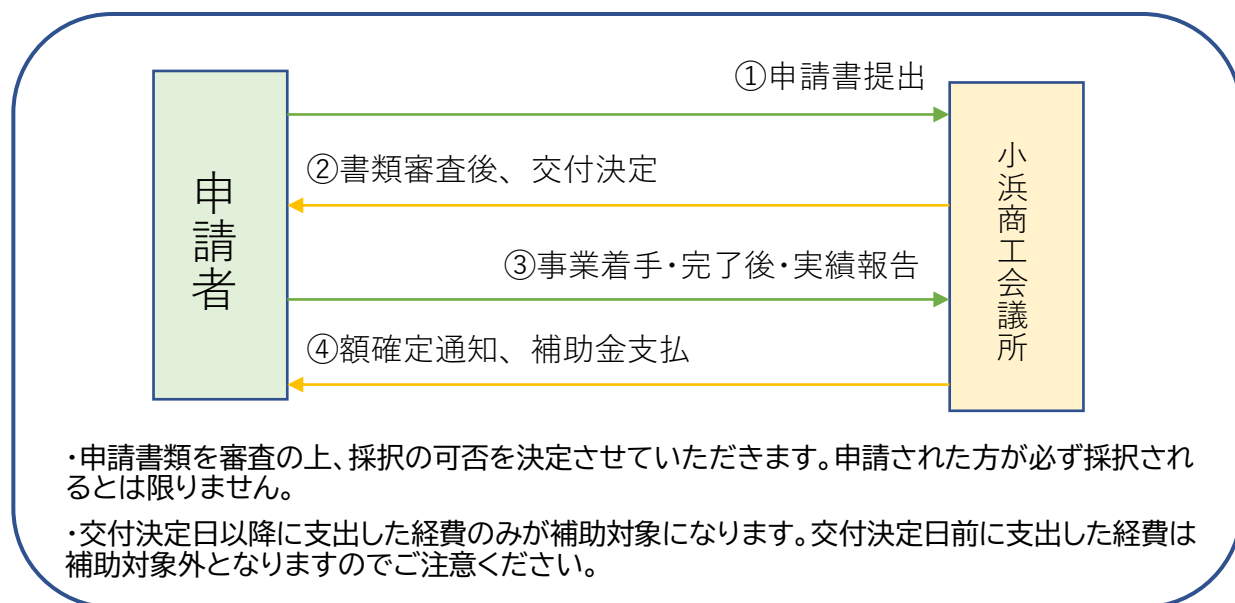 ①申請書提出
申請者
②書類審査後、交付決定
小浜商工会議所
③事業着手・完了後・実績報告
④額確定通知、補助金支払
・申請書類を審査の上、採択の可否を決定させていただきます。申請された方が必ず採択され
るとは限りません。
・交付決定日以降に支出した経費のみが補助対象になります。交付決定日前に支出した経費は
補助対象外となりますのでご注意ください。